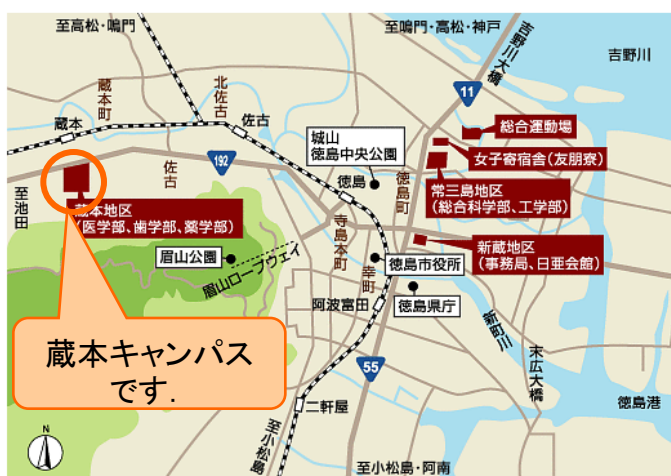 至高松・鳴門
至鳴門・高松・神戸
吉野川大橋
吉野川
11
蔵本町
北佐古
蔵本
佐古
総合運動場
女子寄宿舎(友朋寮)
城山
徳島中央公園
192
佐古
徳島
徳島町
常三島地区
(総合科学部、工学部)
至池田
蔵本地区
(医学部、歯学部、薬学部)
寺島本町
新蔵地区
(事務局、日亜会館)
眉山公園
眉山ロープウェイ
幸町
徳島市役所
阿波富田
徳島県庁
新町川
蔵本キャンパス
です.
末広大橋
55
徳島港
二軒屋
N
至小松島
至小松島・阿南